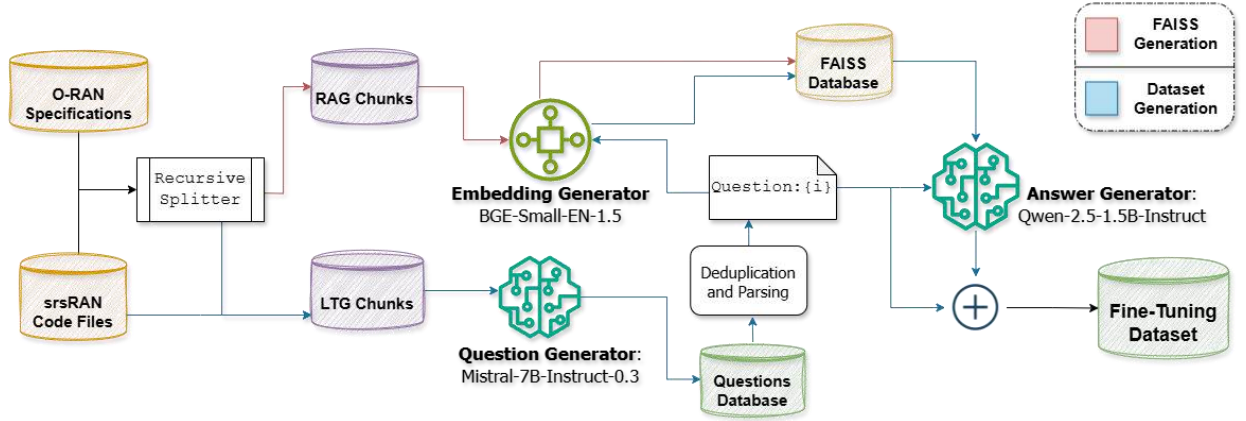 O-RAN
Specifications
srsRAN
Code Files
Recursive
Splitter
RAG Chunks
LTG Chunks
Embedding Generator
BGE-Small-EN-1.5
Question Generator:
Mistral-7B-Instruct-0.3
Questions
Database
Deduplication
and Parsing
Question:{i}
FAISS
Database
Answer Generator:
Qwen-2.5-1.5B-Instruct
Fine-Tuning
Dataset
FAISS
Generation
Dataset
Generation